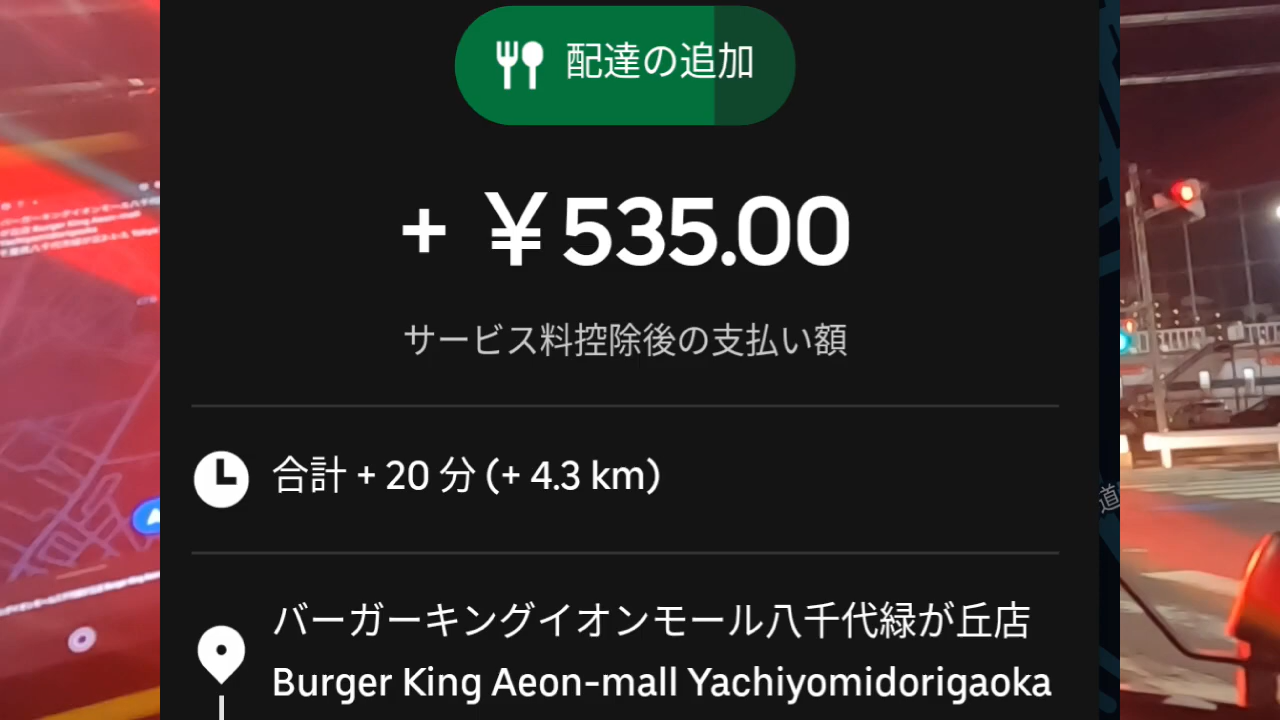 配達の追加
+ ￥535.00
サービス料控除後の支払い額
合計 + 20 分 (+ 4.3 km)
バーガーキングイオンモール八千代緑が丘店
Burger King Aeon-mall Yachiyomidorigaoka
道